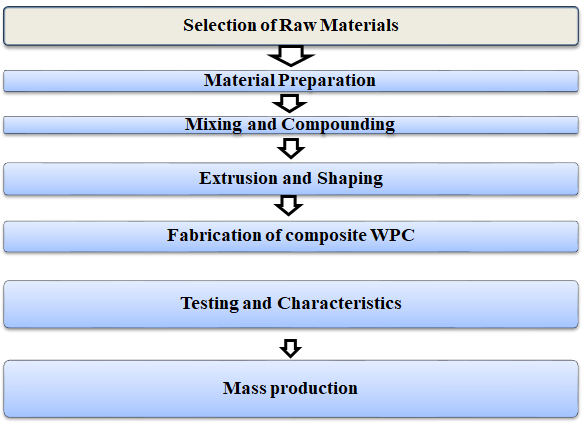 Selection of Raw Materials
Material Preparation
Mixing and Compounding
Extrusion and Shaping
Fabrication of composite WPC
Testing and Characteristics
Mass production